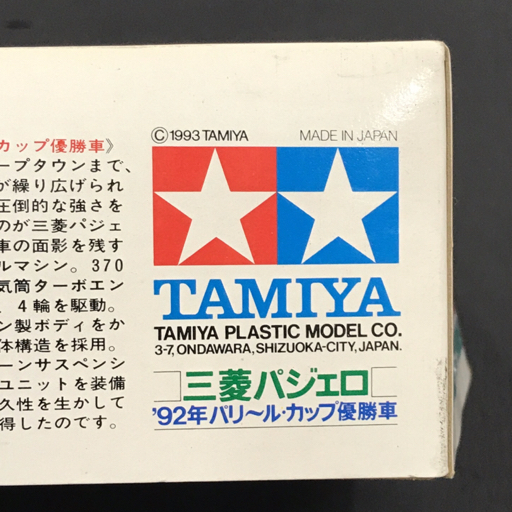 カップ優勝車》
ープタウンまで、
が繰り広げられ
圧倒的な強さを
のが三菱パジェ
車の面影を残す
ルマシン。370
気筒ターボエン
、4輪を駆動。
ン製ボディをか
体構造を採用。
ーンサスペンシ
ユニットを装備
久性を生かして
得したのです。
©1993 TAMIYA
MADE IN JAPAN
TAMIYA
TAMIYA PLASTIC MODEL CO.
3-7, ONDAWARA, SHIZUOKA-CITY, JAPAN.
三菱パジェロ
'92年パリ〜ル・カップ優勝車